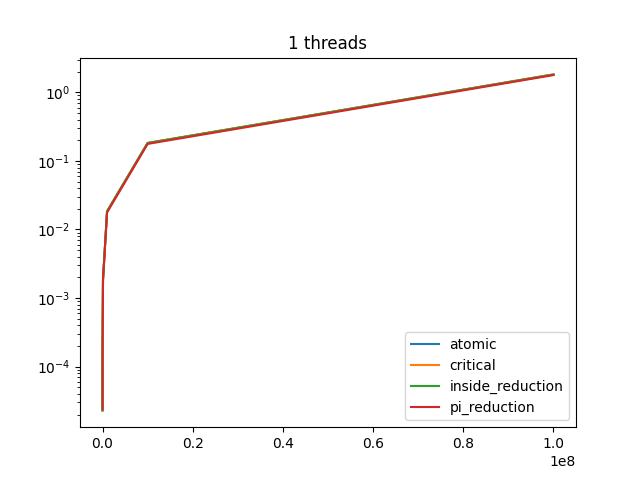 1 threads
10⁰
10⁻¹
10⁻²
10⁻³
10⁻⁴
atomic
critical
inside_reduction
pi_reduction
0.0 0.2 0.4 0.6 0.8 1.0
1e8